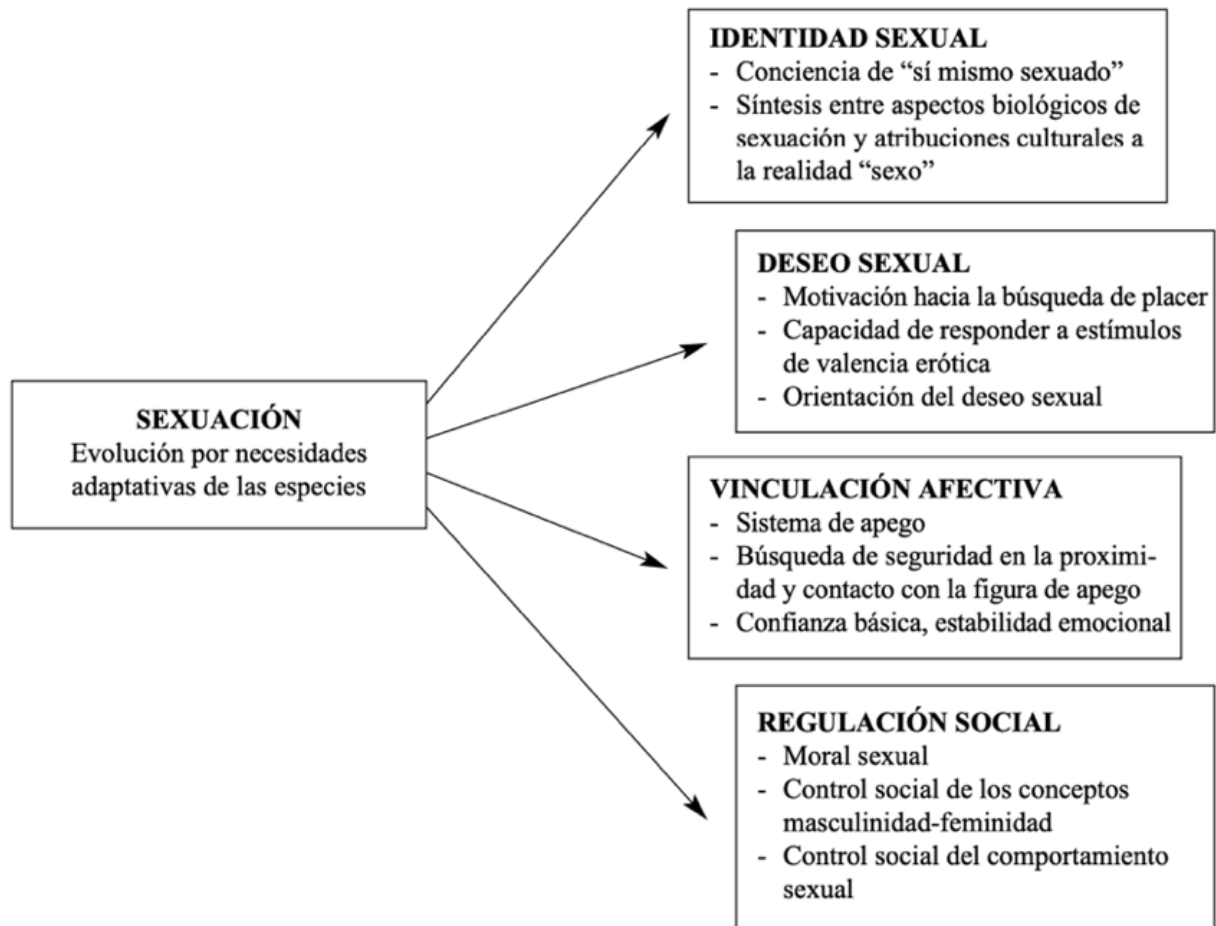 IDENTIDAD SEXUAL
- Conciencia de “sí mismo sexuado”
- Síntesis entre aspectos biológicos de
sexuación y atribuciones culturales a
la realidad “sexo”
DESEO SEXUAL
- Motivación hacia la búsqueda de placer
- Capacidad de responder a estímulos
de valencia erótica
- Orientación del deseo sexual
SEXUACIÓN
Evolución por necesidades
adaptativas de las especies
VINCULACIÓN AFECTIVA
- Sistema de apego
- Búsqueda de seguridad en la proximi-
dad y contacto con la figura de apego
- Confianza básica, estabilidad emocional
REGULACIÓN SOCIAL
- Moral sexual
- Control social de los conceptos
masculinidad-feminidad
- Control social del comportamiento
sexual